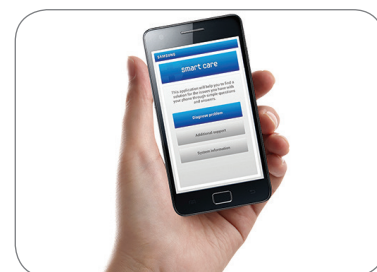 SAMSUNG
smart care
This application will help you to find a
solution for the issues you have with
your phone through simple questions
and answers.
Diagnose problem
Additional support
System information